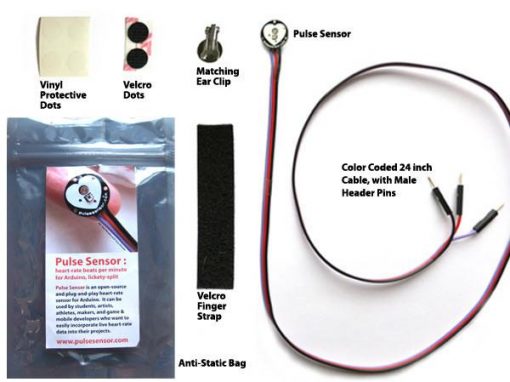 Vinyl
Protective
Dots
Velcro
Dots
Matching
Ear Clip
Pulse Sensor
Color Coded 24 inch
Cable, with Male
Header Pins
Pulse Sensor :
heart-rate beats per minute
for Arduino, lickety-split
Pulse Sensor is an open-source
and plug-and-play heart-rate
sensor for Arduino. It can be
used by students, artists,
athletes, makers, and game &
mobile developers who want to
easily incorporate live heart-rate
data into their projects.
www.pulsesensor.com
Velcro
Finger
Strap
Anti-Static Bag